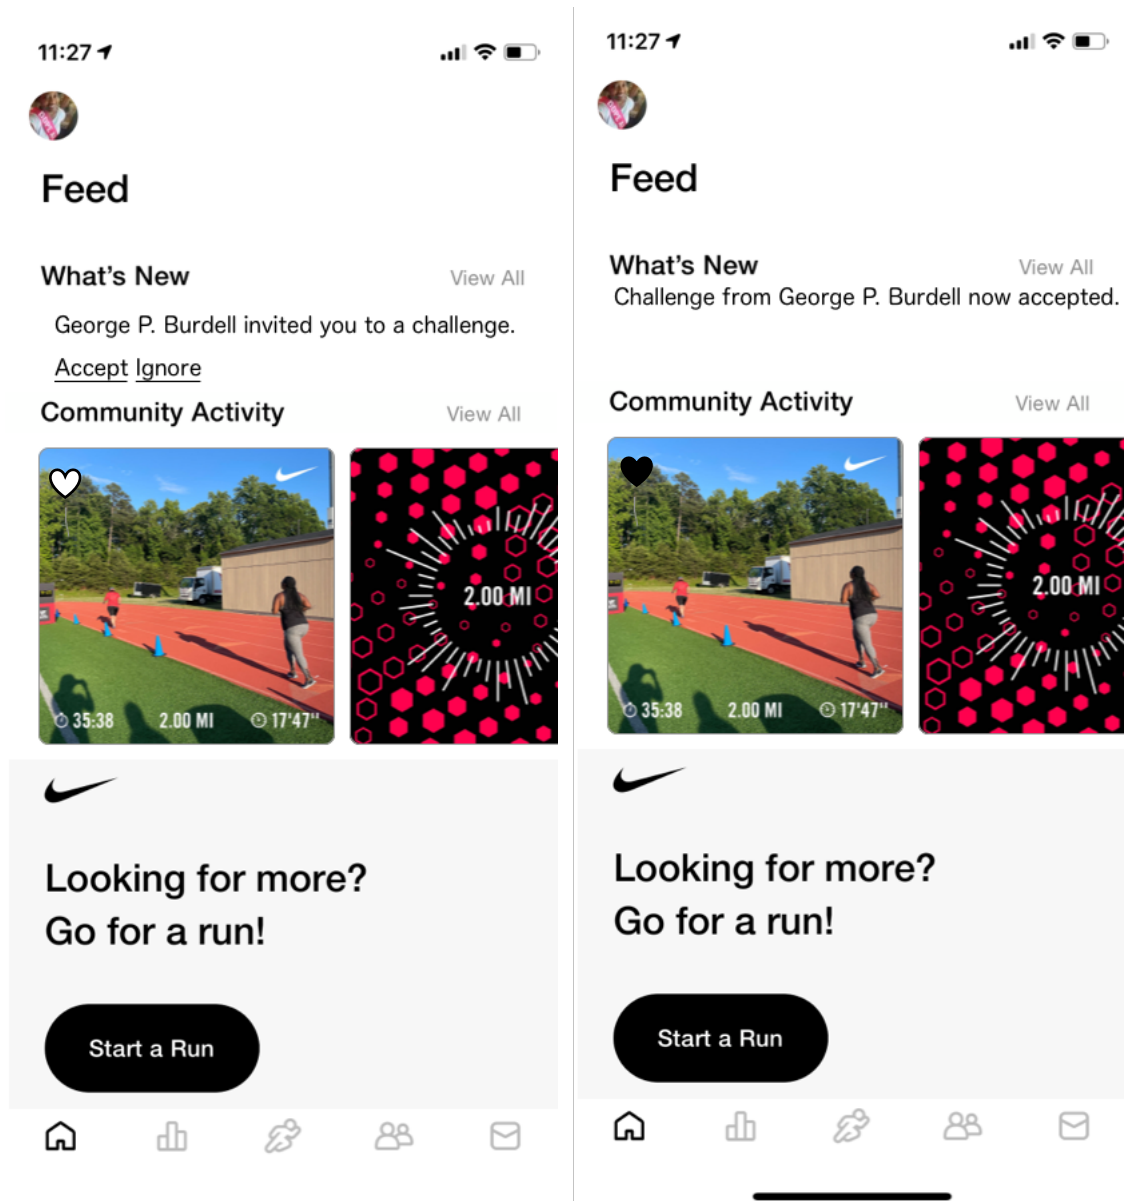 11:27
Feed
What's New
View All
George P. Burdell invited you to a challenge.
Accept Ignore
Community Activity
View All
35:38
2.00 MI
17'47"
2.00 MI
Looking for more?
Go for a run!
Start a Run
11:27
Feed
What's New
View All
Challenge from George P. Burdell now accepted.
Community Activity
View All
35:38
2.00 MI
17'47"
2.00 MI
Looking for more?
Go for a run!
Start a Run